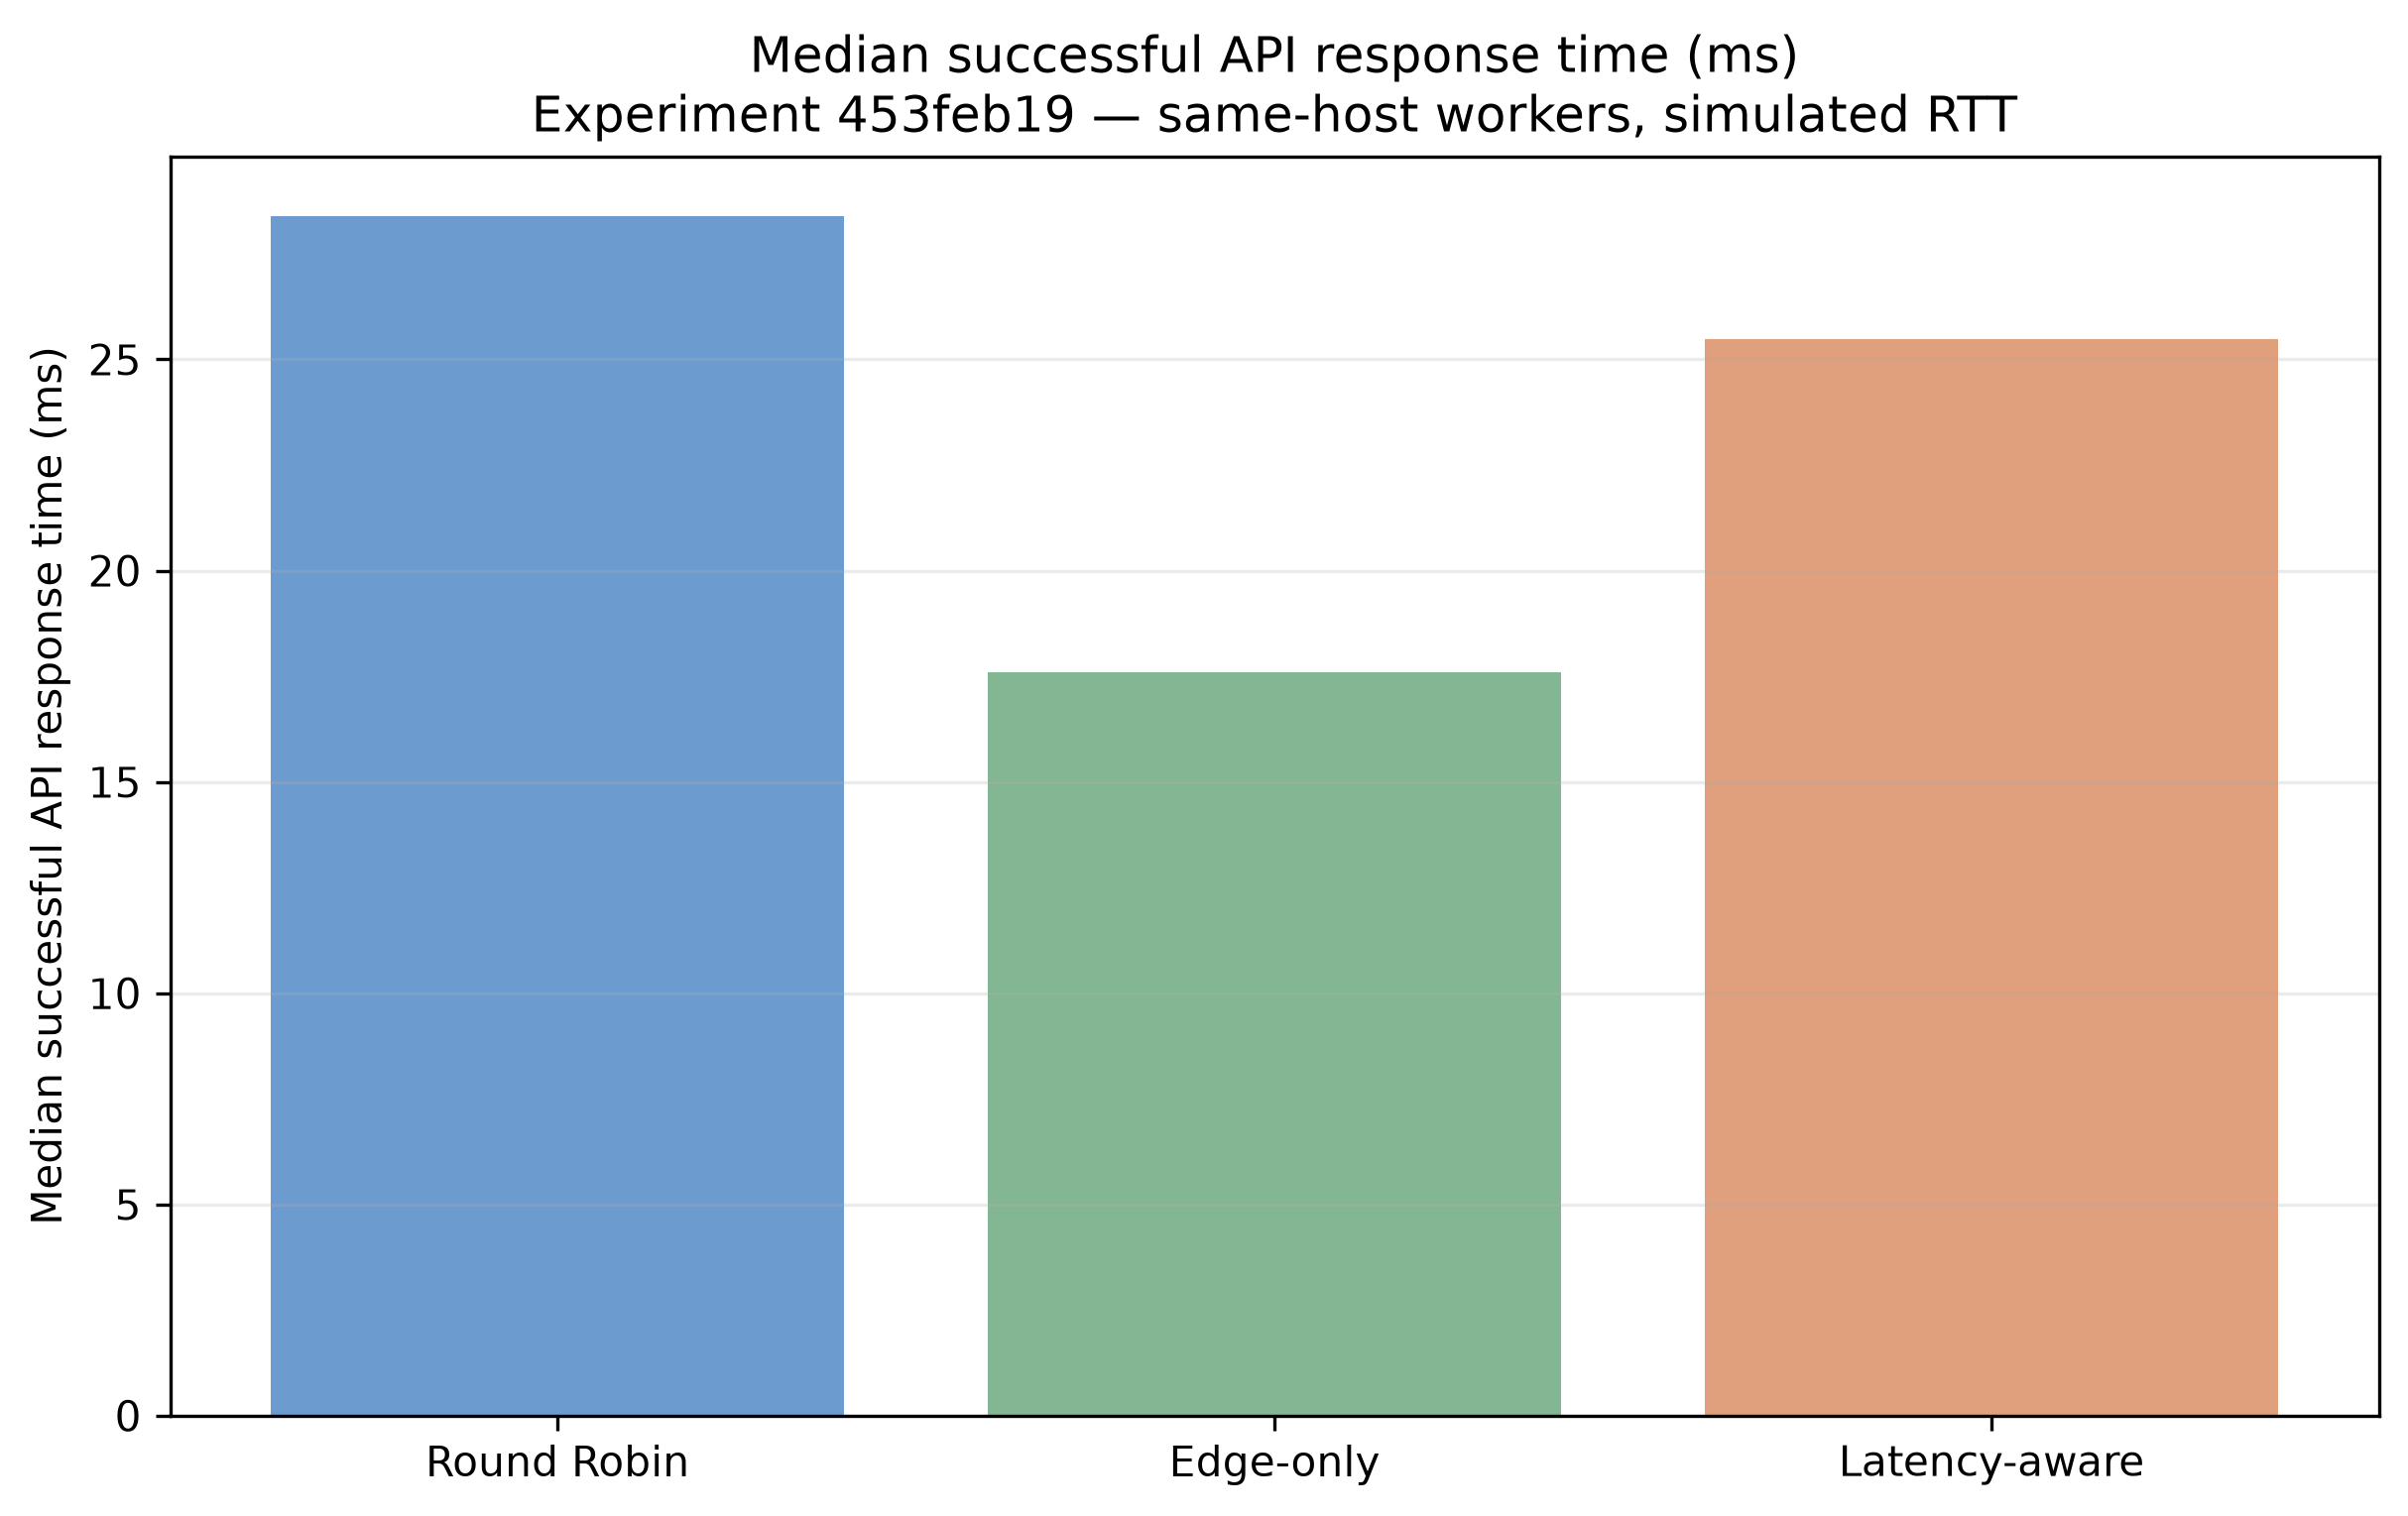 Median successful API response time (ms)
Experiment 453feb19 — same-host workers, simulated RTT
Median successful API response time (ms)
25
20
15
10
5
0
Round Robin
Edge-only
Latency-aware